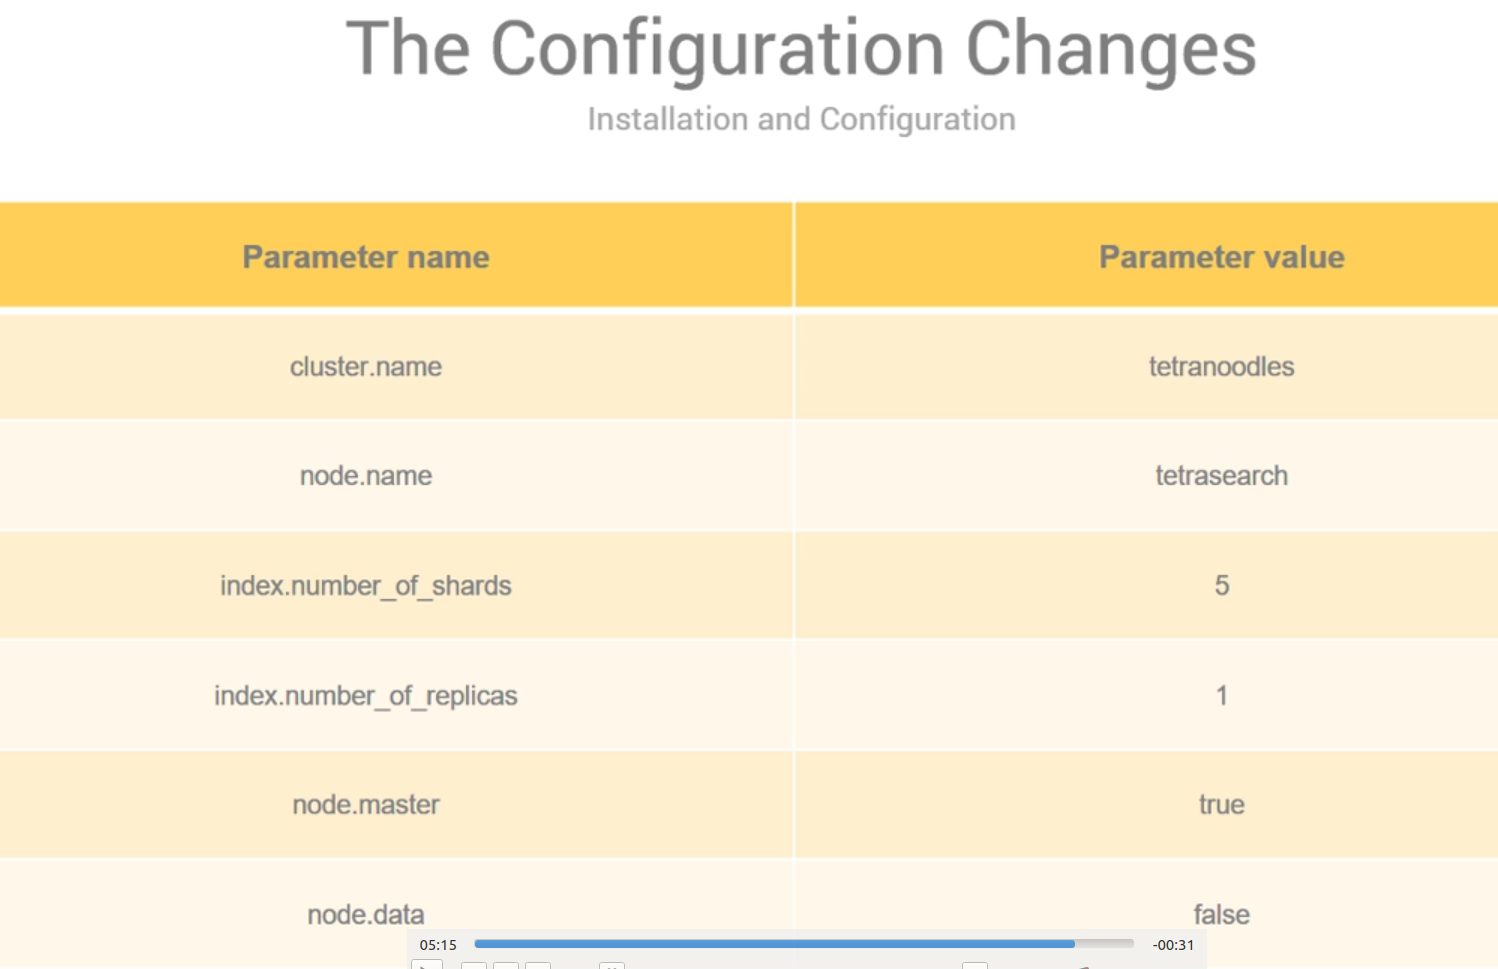 The Configuration Changes
Installation and Configuration
Parameter name Parameter value
cluster.name tetranoodles
node.name tetrasearch
index.number_of_shards 5
index.number_of_replicas 1
node.master true
node.data false
05:15 -00:31